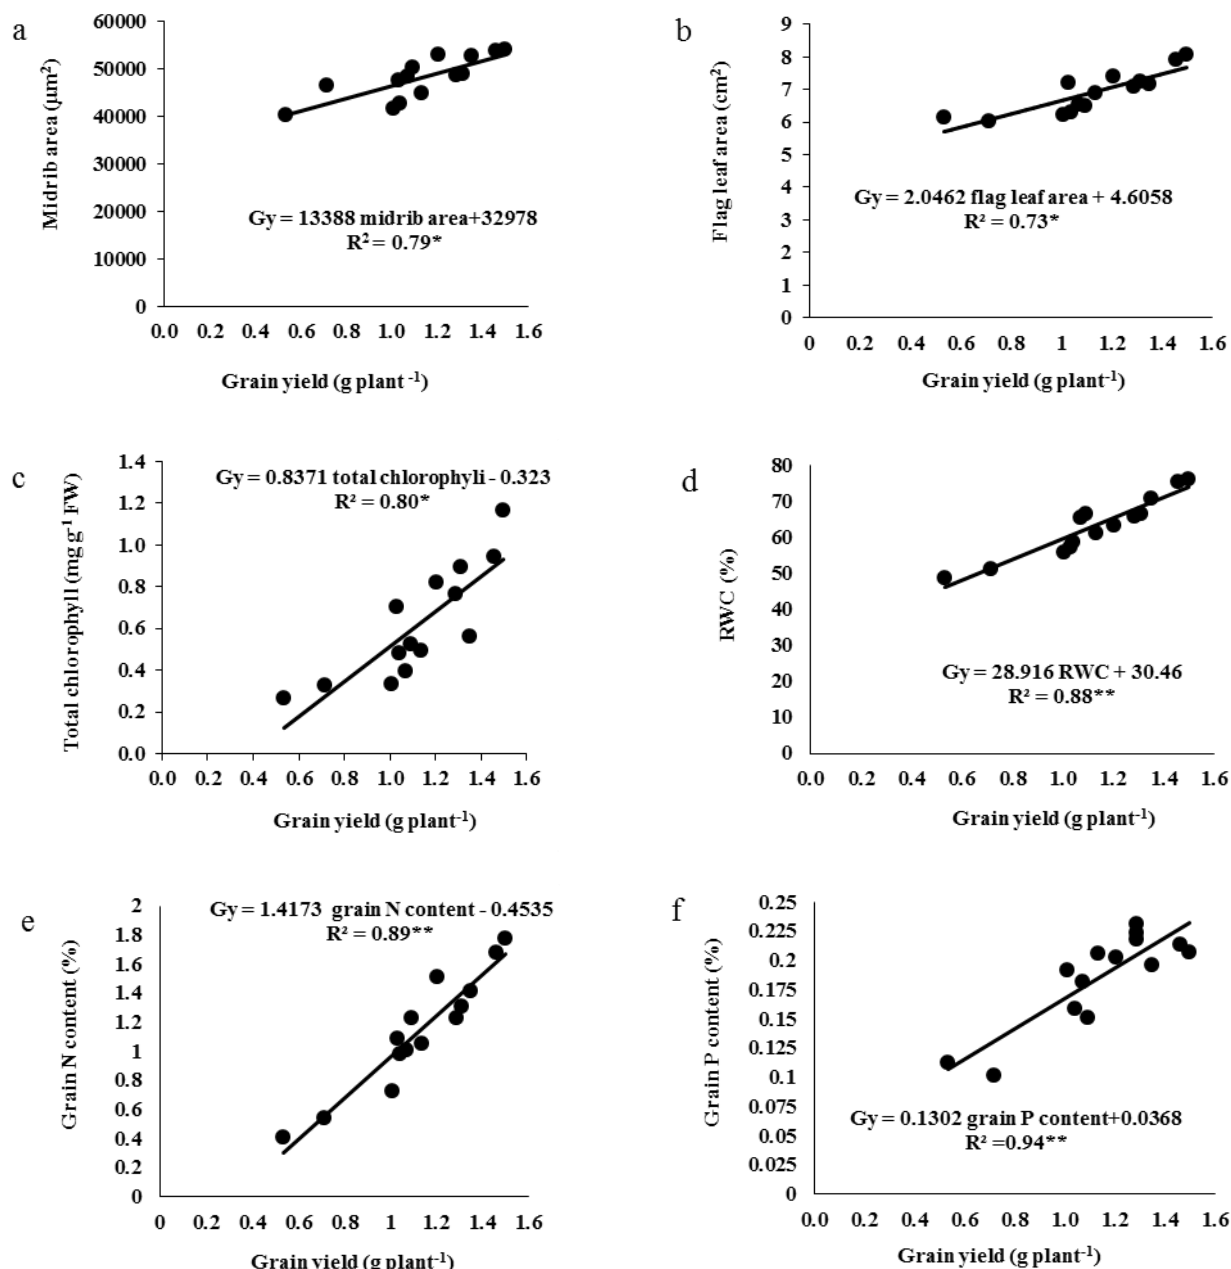 a
Midrib area (µm²)
60000
50000
40000
30000
20000
10000
0
Gy = 13388 midrib area+32978
R² = 0.79*
0.0 0.2 0.4 0.6 0.8 1.0 1.2 1.4 1.6
Grain yield (g plant⁻¹)
b
Flag leaf area (cm²)
9
8
7
6
5
4
3
2
1
0
Gy = 2.0462 flag leaf area + 4.6058
R² = 0.73*
0 0.2 0.4 0.6 0.8 1 1.2 1.4 1.6
Grain yield (g plant⁻¹)
c
Total chlorophyll (mg g⁻¹ FW)
1.4
1.2
1.0
0.8
0.6
0.4
0.2
0.0
Gy = 0.8371 total chlorophyli - 0.323
R² = 0.80*
0.0 0.2 0.4 0.6 0.8 1.0 1.2 1.4 1.6
Grain yield (g plant⁻¹)
d
RWC (%)
80
70
60
50
40
30
20
10
0
Gy = 28.916 RWC + 30.46
R² = 0.88**
0.0 0.2 0.4 0.6 0.8 1.0 1.2 1.4 1.6
Grain yield (g plant⁻¹)
e
Grain N content (%)
2
1.8
1.6
1.4
1.2
1
0.8
0.6
0.4
0.2
0
Gy = 1.4173 grain N content - 0.4535
R² = 0.89**
0 0.2 0.4 0.6 0.8 1 1.2 1.4 1.6
Grain yield (g plant⁻¹)
f
Grain P content (%)
0.25
0.225
0.2
0.175
0.15
0.125
0.1
0.075
0.05
0.025
0
Gy = 0.1302 grain P content+0.0368
R² =0.94**
0.0 0.2 0.4 0.6 0.8 1.0 1.2 1.4 1.6
Grain yield (g plant⁻¹)